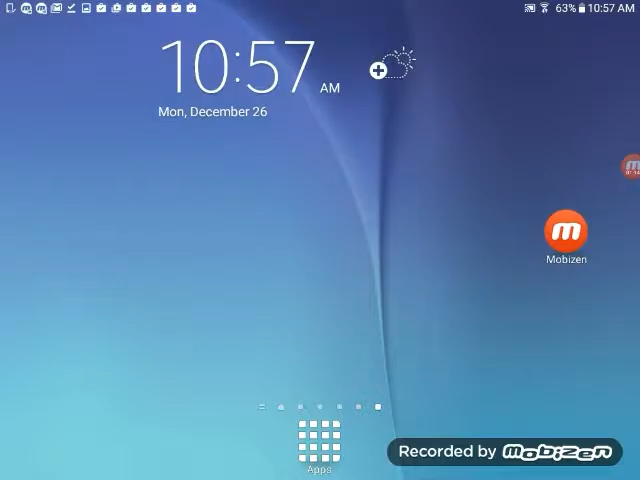 63% 10:57 AM
10:57 AM
Mon, December 26
m
Mobizen
Recorded by Mobizen
Apps